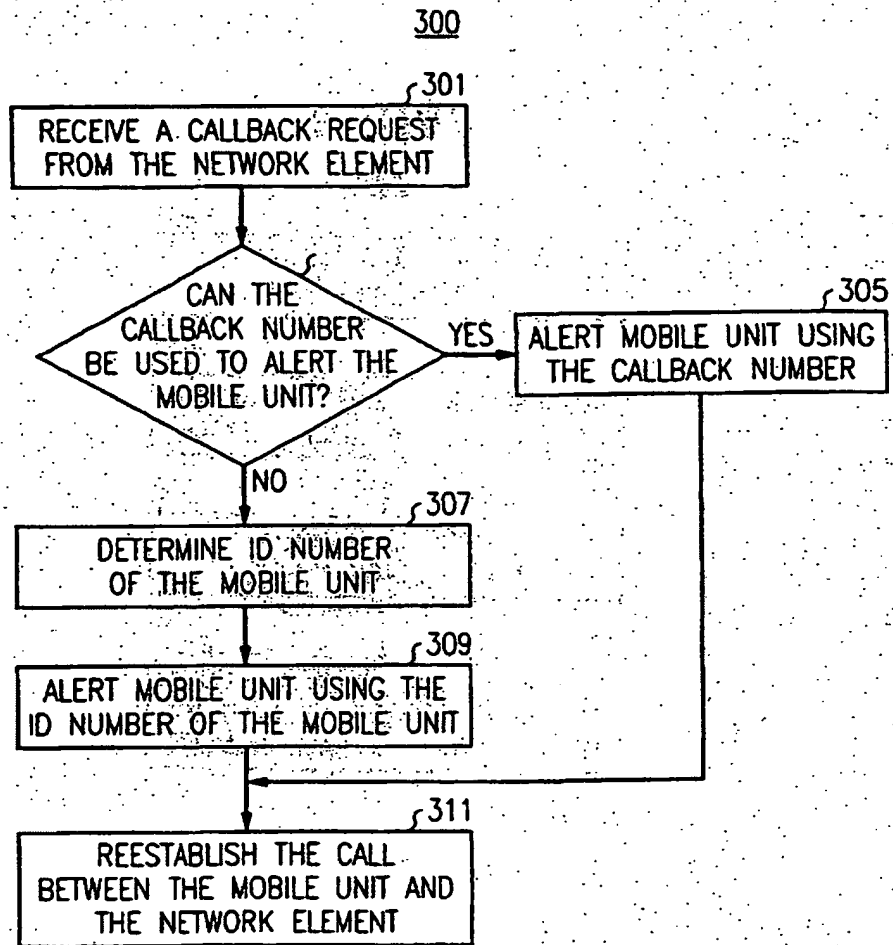 300
301
RECEIVE A CALLBACK REQUEST
FROM THE NETWORK ELEMENT
CAN THE
CALLBACK NUMBER
BE USED TO ALERT THE
MOBILE UNIT?
YES
305
ALERT MOBILE UNIT USING
THE CALLBACK NUMBER
NO
307
DETERMINE ID NUMBER
OF THE MOBILE UNIT
309
ALERT MOBILE UNIT USING THE
ID NUMBER OF THE MOBILE UNIT
311
REESTABLISH THE CALL
BETWEEN THE MOBILE UNIT AND
THE NETWORK ELEMENT